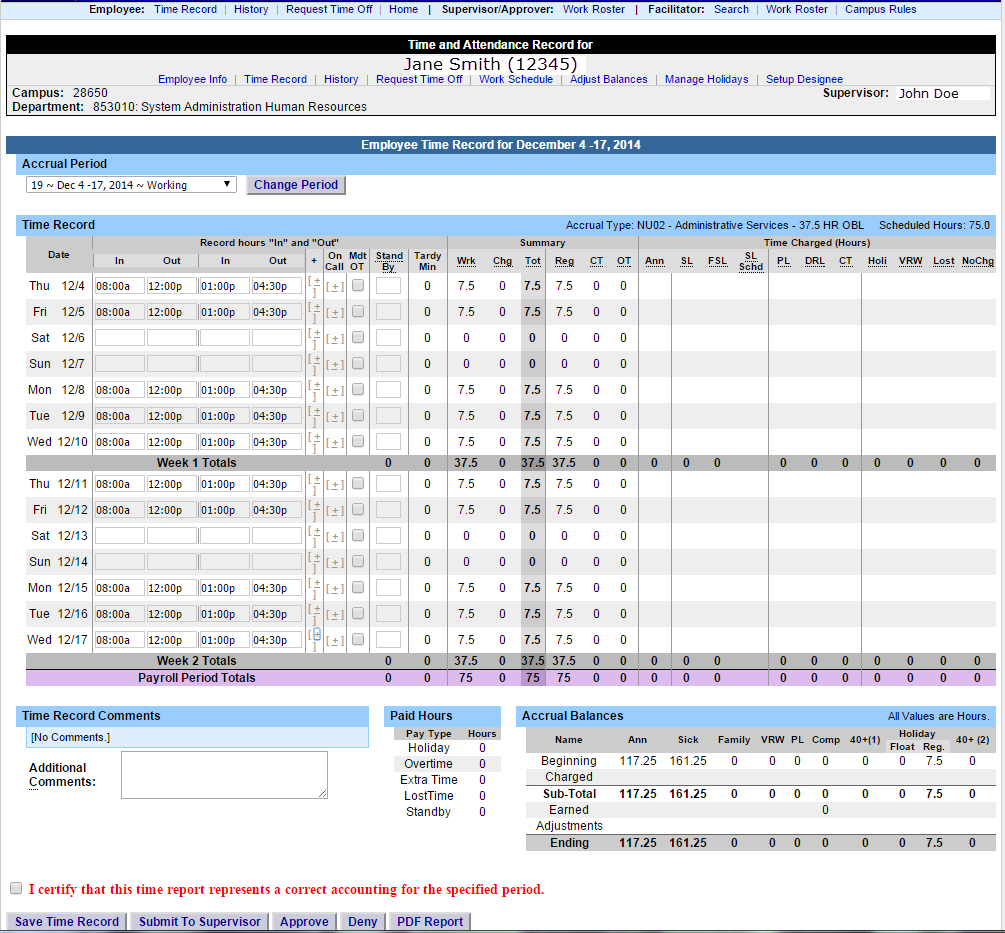 Employee: Time Record | History | Request Time Off | Home | Supervisor/Approver: Work Roster | Facilitator: Search | Work Roster | Campus Rules
Time and Attendance Record for
Jane Smith (12345)
Employee Info | Time Record | History | Request Time Off | Work Schedule | Adjust Balances | Manage Holidays | Setup Designee
Campus: 28650 Supervisor: John Doe
Department: 853010: System Administration Human Resources
Employee Time Record for December 4 -17, 2014
Accrual Period
19 ~ Dec 4 -17, 2014 ~ Working Change Period
Time Record Accrual Type: NU02 - Administrative Services - 37.5 HR OBL Scheduled Hours: 75.0
Record hours "In" and "Out" Summary Time Charged (Hours)
Date In Out In Out + On Call Mdt OT Stand By Tardy Min Wrk Chg Tot Reg CT OT Ann SL FSL SL Schd PL DRL CT Holi VRW Lost NoChg
Thu 12/4 08:00a 12:00p 01:00p 04:30p [+] [+] 0 7.5 0 7.5 7.5 0 0
Fri 12/5 08:00a 12:00p 01:00p 04:30p [+] [+] 0 7.5 0 7.5 7.5 0 0
Sat 12/6 [+] [+] 0 0 0 0 0 0 0
Sun 12/7 [+] [+] 0 0 0 0 0 0 0
Mon 12/8 08:00a 12:00p 01:00p 04:30p [+] [+] 0 7.5 0 7.5 7.5 0 0
Tue 12/9 08:00a 12:00p 01:00p 04:30p [+] [+] 0 7.5 0 7.5 7.5 0 0
Wed 12/10 08:00a 12:00p 01:00p 04:30p [+] [+] 0 7.5 0 7.5 7.5 0 0
Week 1 Totals 0 0 37.5 0 37.5 37.5 0 0 0 0 0 0 0 0 0 0 0 0
Thu 12/11 08:00a 12:00p 01:00p 04:30p [+] [+] 0 7.5 0 7.5 7.5 0 0
Fri 12/12 08:00a 12:00p 01:00p 04:30p [+] [+] 0 7.5 0 7.5 7.5 0 0
Sat 12/13 [+] [+] 0 0 0 0 0 0 0
Sun 12/14 [+] [+] 0 0 0 0 0 0 0
Mon 12/15 08:00a 12:00p 01:00p 04:30p [+] [+] 0 7.5 0 7.5 7.5 0 0
Tue 12/16 08:00a 12:00p 01:00p 04:30p [+] [+] 0 7.5 0 7.5 7.5 0 0
Wed 12/17 08:00a 12:00p 01:00p 04:30p [+] [+] 0 7.5 0 7.5 7.5 0 0
Week 2 Totals 0 0 37.5 0 37.5 37.5 0 0 0 0 0 0 0 0 0 0 0 0
Payroll Period Totals 0 0 75 0 75 75 0 0 0 0 0 0 0 0 0 0 0 0
Time Record Comments
[No Comments.]
Additional
Comments:
Paid Hours
Pay Type Hours
Holiday 0
Overtime 0
Extra Time 0
LostTime 0
Standby 0
Accrual Balances All Values are Hours.
Name Ann Sick Family VRW PL Comp 40+(1) Holiday Float Reg. 40+ (2)
Beginning 117.25 161.25 0 0 0 0 0 0 7.5 0
Charged
Sub-Total 117.25 161.25 0 0 0 0 0 0 7.5 0
Earned 0
Adjustments
Ending 117.25 161.25 0 0 0 0 0 0 7.5 0
I certify that this time report represents a correct accounting for the specified period.
Save Time Record Submit To Supervisor Approve Deny PDF Report